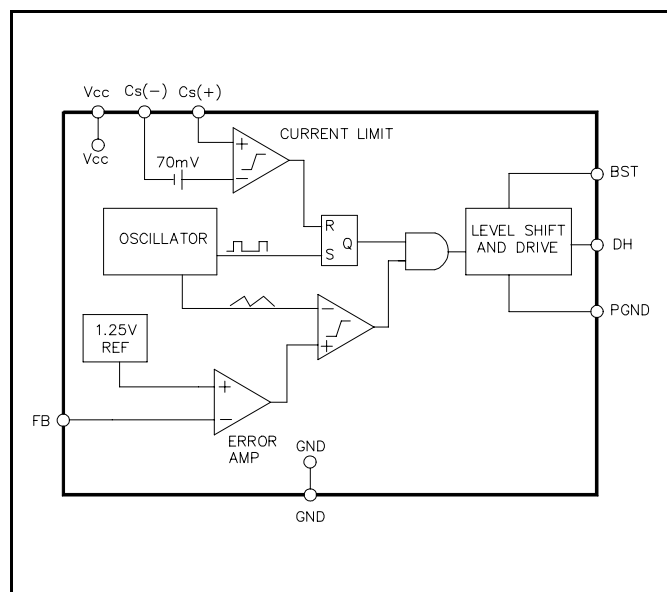 Vcc Cs(-) Cs(+)
Vcc
70mV
CURRENT LIMIT
+
-
BST
OSCILLATOR
R
Q
S
LEVEL SHIFT
AND DRIVE
DH
-
+
1.25V
REF
PGND
+
-
FB
ERROR
AMP
GND
GND